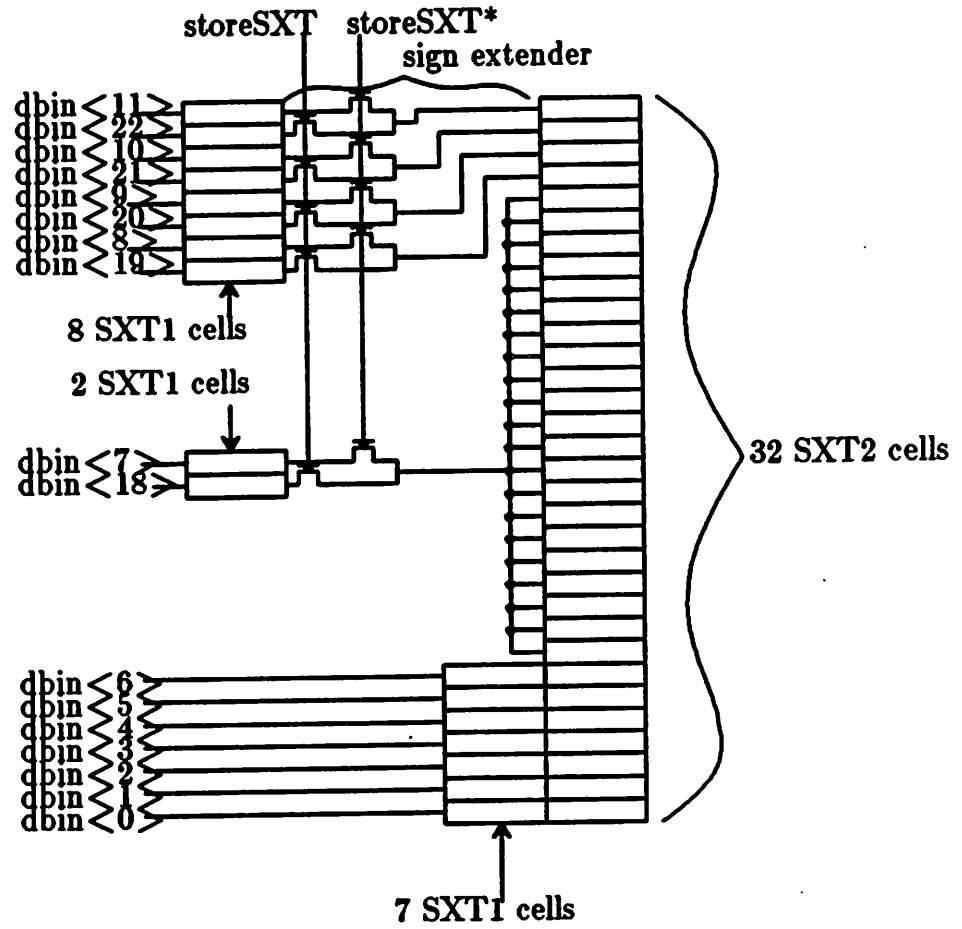 storeSXT storeSXT*
sign extender
dbin<11>
dbin<22>
dbin<10>
dbin<21>
dbin<9>
dbin<20>
dbin<8>
dbin<19>
8 SXT1 cells
2 SXT1 cells
dbin<7>
dbin<18>
32 SXT2 cells
dbin<6>
dbin<5>
dbin<4>
dbin<3>
dbin<2>
dbin<1>
dbin<0>
7 SXT1 cells